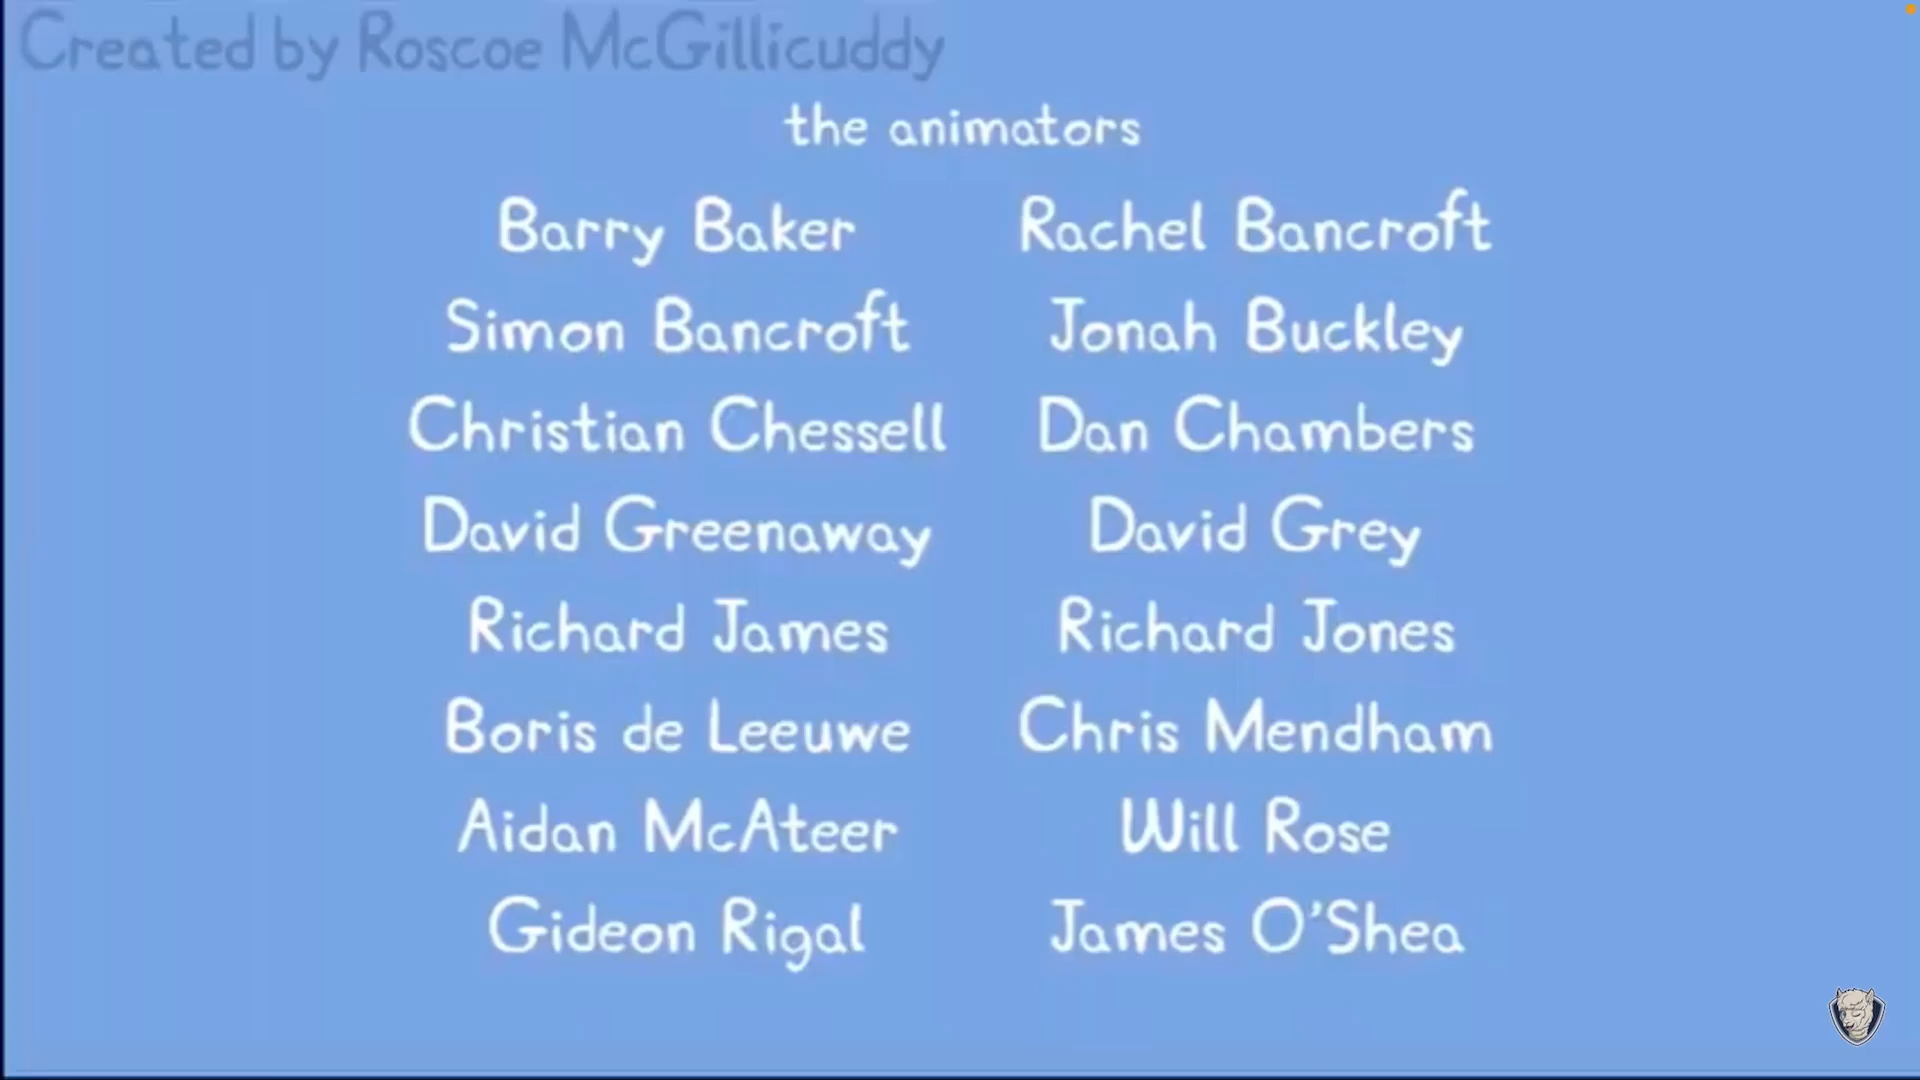 Created by Roscoe McGillicuddy
the animators
Barry Baker Rachel Bancroft
Simon Bancroft Jonah Buckley
Christian Chessell Dan Chambers
David Greenaway David Grey
Richard James Richard Jones
Boris de Leeuwe Chris Mendham
Aidan McAteer Will Rose
Gideon Rigal James O'Shea